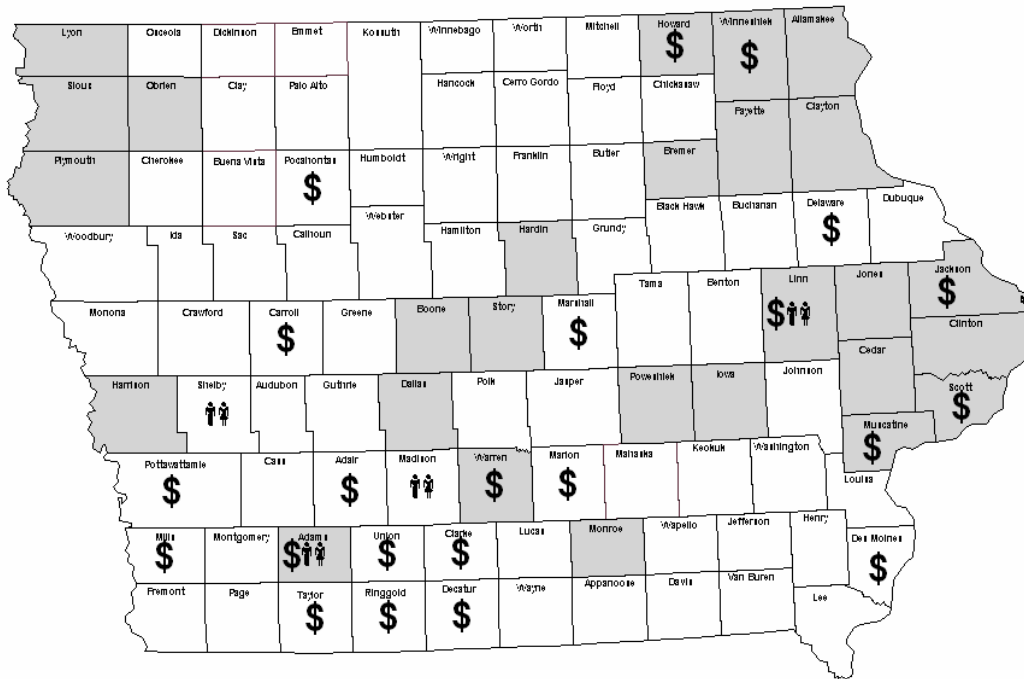 Lyon Osceola Dickinson Emmet Kossuth Winnebago Worth Mitchell Howard Winneshiek Allamakee
$ $
Sioux Obrien Clay Palo Alto Hancock Cerro Gordo Floyd Chickasaw Fayette Clayton
Plymouth Cherokee Buena Vista Pocahontas Humboldt Wright Franklin Butler Bremer
$
Woodbury Ida Sac Calhoun Webster Hamilton Hardin Grundy Black Hawk Buchanan Delaware Dubuque
$
Monona Crawford Carroll Greene Boone Story Marshall Tama Benton Linn Jones Jackson
$ $ $ $
Clinton
Harrison Shelby Audubon Guthrie Dallas Polk Jasper Poweshiek Iowa Johnson Cedar Scott
$
Muscatine
$
Pottawattamie Cass Adair Madison Warren Marion Mahaska Keokuk Washington Louisa
$ $ $ $
Mills Montgomery Adams Union Clarke Lucas Monroe Wapello Jefferson Henry Des Moines
$ $ $ $ $
Fremont Page Taylor Ringgold Decatur Wayne Appanoose Davis Van Buren Lee
$ $ $